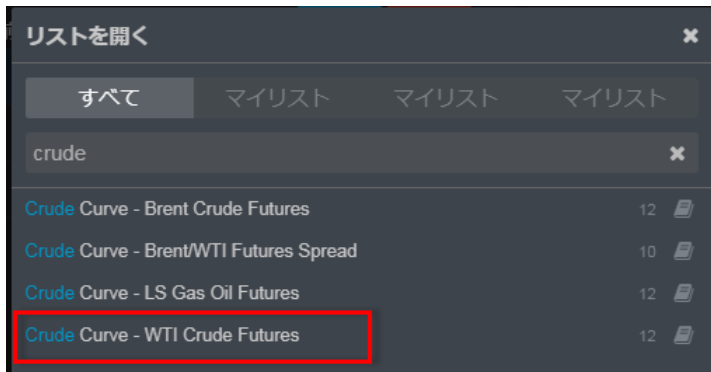 リストを開く
すべて マイリスト マイリスト マイリスト
crude
Crude Curve - Brent Crude Futures 12
Crude Curve - Brent/WTI Futures Spread 10
Crude Curve - LS Gas Oil Futures 12
Crude Curve - WTI Crude Futures 12